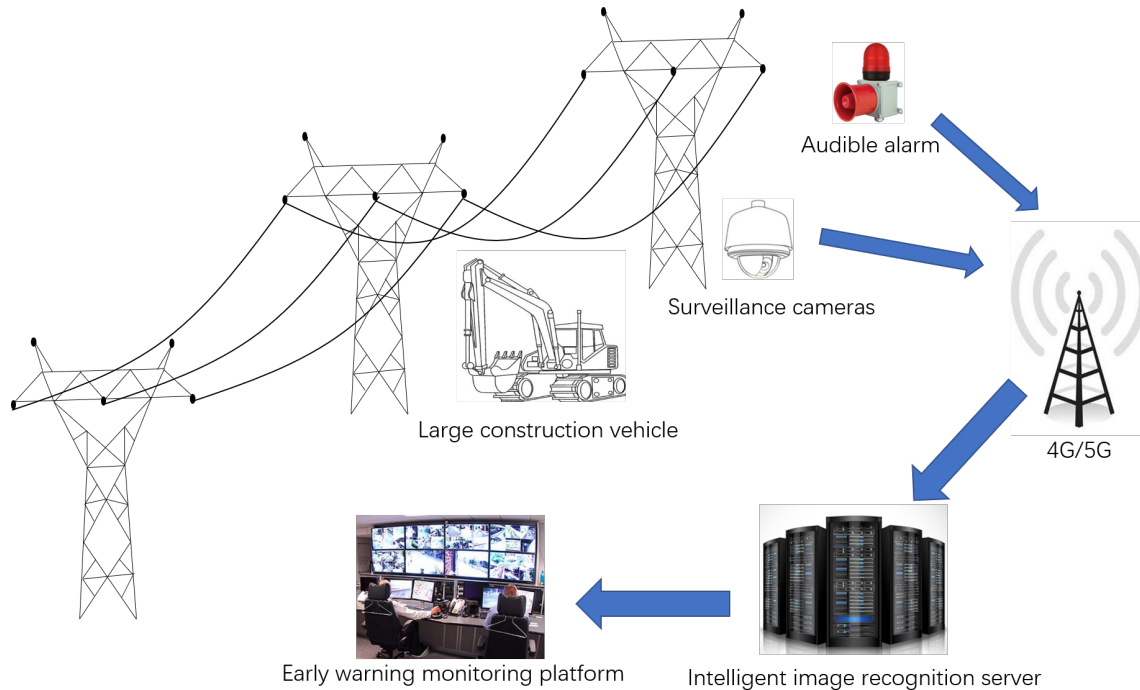 Audible alarm
Surveillance cameras
Large construction vehicle
4G/5G
Early warning monitoring platform
Intelligent image recognition server